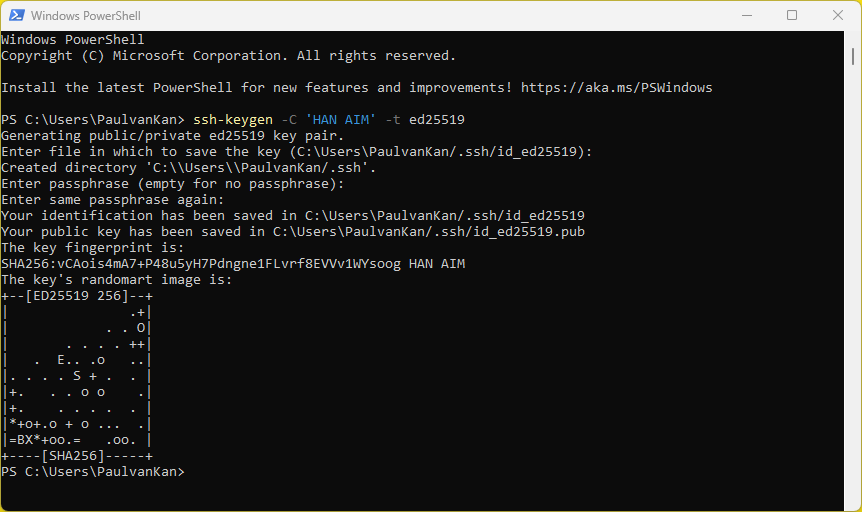 Windows PowerShell
Windows PowerShell
Copyright (C) Microsoft Corporation. All rights reserved.

Install the latest PowerShell for new features and improvements! https://aka.ms/PSWindows

PS C:\Users\PaulvanKan> ssh-keygen -C 'HAN AIM' -t ed25519
Generating public/private ed25519 key pair.
Enter file in which to save the key (C:\Users\PaulvanKan/.ssh/id_ed25519):
Created directory 'C:\\Users\\PaulvanKan/.ssh'.
Enter passphrase (empty for no passphrase):
Enter same passphrase again:
Your identification has been saved in C:\Users\PaulvanKan/.ssh/id_ed25519
Your public key has been saved in C:\Users\PaulvanKan/.ssh/id_ed25519.pub
The key fingerprint is:
SHA256:vCAois4mA7+P48u5yH7Pdngne1FLvrf8EVVv1WYsoog HAN AIM
The key's randomart image is:
+--[ED25519 256]--+
|               .+|
|            . . O|
|       . . . . ++|
|   .  E.. .o   ..|
|. . . . S + .  . |
|+.   . . o o    .|
|+.    . . . .  . |
|*+o+.o + o ...  .|
|=BX*+oo.=   .oo. |
+----[SHA256]-----+
PS C:\Users\PaulvanKan>